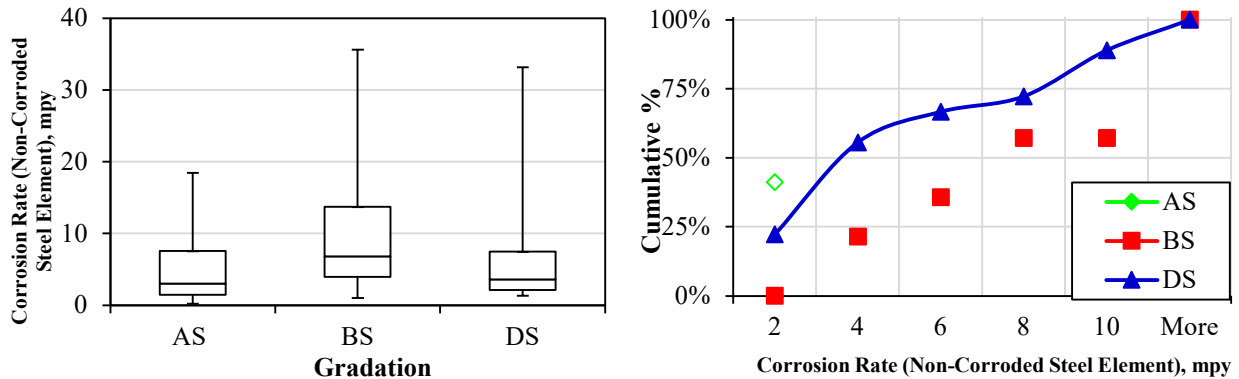 Corrosion Rate (Non-Corroded
Steel Element), mpy
40
30
20
10
0
AS
BS
DS
Gradation
Cumulative %
100%
75%
50%
25%
0%
AS
BS
DS
2
4
6
8
10
More
Corrosion Rate (Non-Corroded Steel Element), mpy